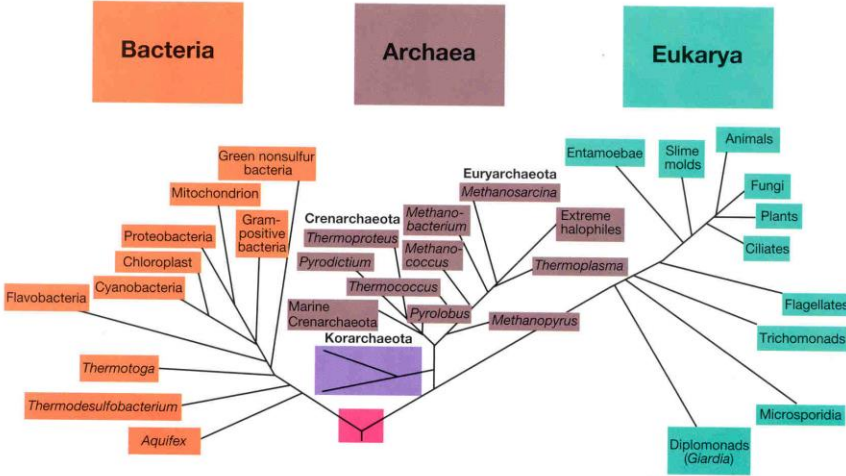 Bacteria
Archaea
Eukarya
Green nonsulfur
bacteria
Mitochondrion
Gram-
positive
bacteria
Proteobacteria
Chloroplast
Cyanobacteria
Flavobacteria
Thermotoga
Thermodesulfobacterium
Aquifex
Crenarchaeota
Thermoproteus
Pyrodictium
Marine
Crenarchaeota
Pyrolobus
Korarchaeota
Euryarchaeota
Methanosarcina
Methano-
bacterium
Methano-
coccus
Thermococcus
Extreme
halophiles
Thermoplasma
Methanopyrus
Entamoebae
Slime
molds
Animals
Fungi
Plants
Ciliates
Flagellates
Trichomonads
Microsporidia
Diplomonads
(Giardia)